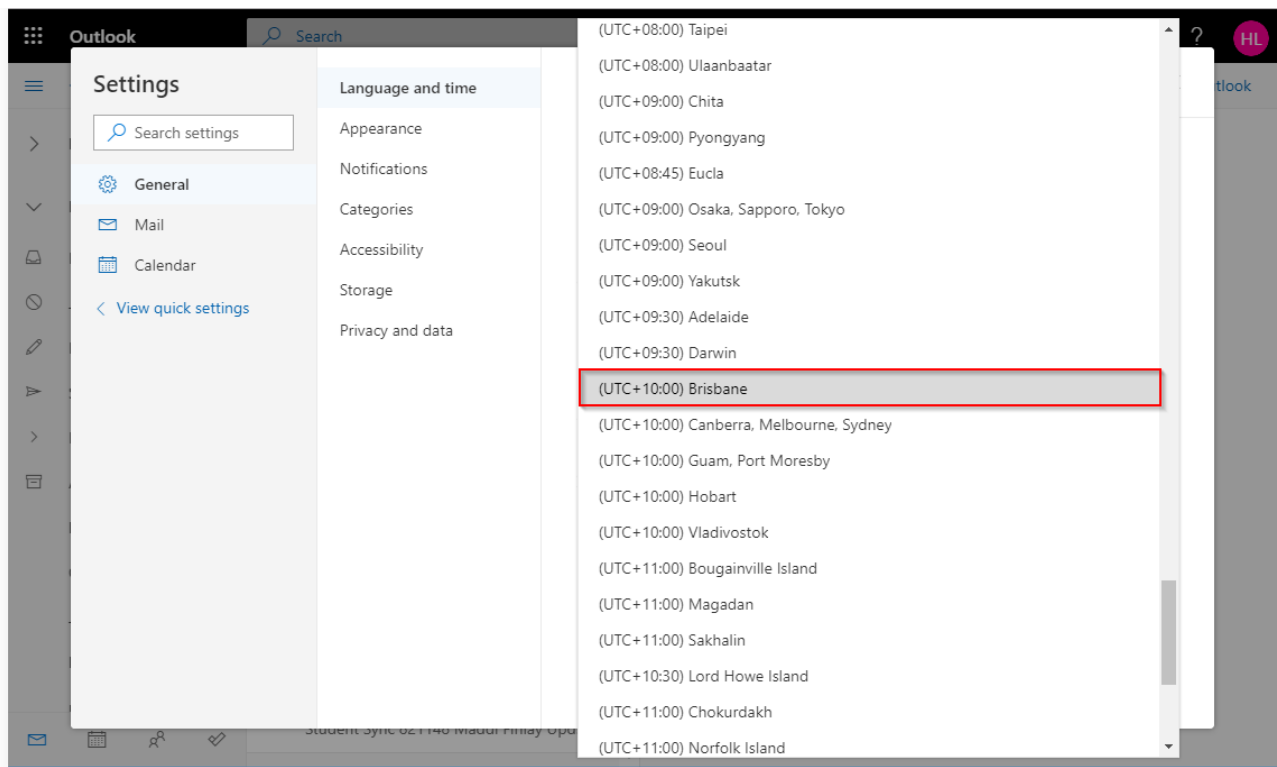 Outlook
Search
?
HL
tlook
Settings
Search settings
General
Mail
Calendar
View quick settings
Language and time
Appearance
Notifications
Categories
Accessibility
Storage
Privacy and data
(UTC+08:00) Taipei
(UTC+08:00) Ulaanbaatar
(UTC+09:00) Chita
(UTC+09:00) Pyongyang
(UTC+08:45) Eucla
(UTC+09:00) Osaka, Sapporo, Tokyo
(UTC+09:00) Seoul
(UTC+09:00) Yakutsk
(UTC+09:30) Adelaide
(UTC+09:30) Darwin
(UTC+10:00) Brisbane
(UTC+10:00) Canberra, Melbourne, Sydney
(UTC+10:00) Guam, Port Moresby
(UTC+10:00) Hobart
(UTC+10:00) Vladivostok
(UTC+11:00) Bougainville Island
(UTC+11:00) Magadan
(UTC+11:00) Sakhalin
(UTC+10:30) Lord Howe Island
(UTC+11:00) Chokurdakh
(UTC+11:00) Norfolk Island
Student Sync 621146 Maddi Finlay Upd